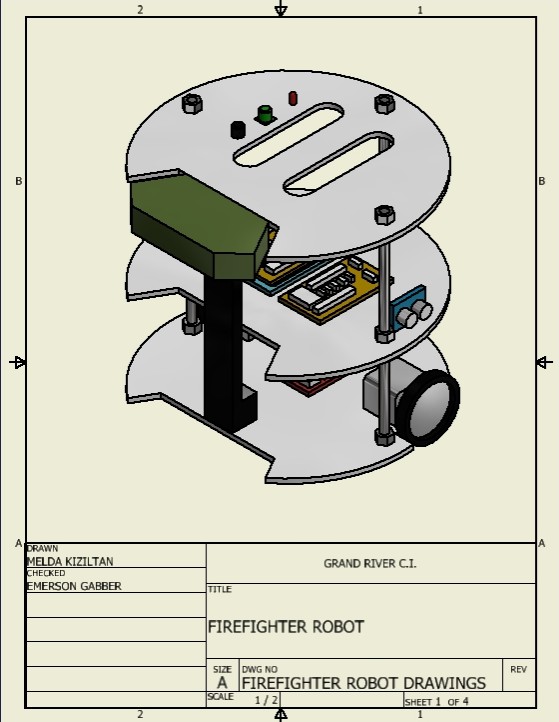 2 1
B B
A A
DRAWN
MELDA KIZILTAN
CHECKED
EMERSON GABBER
GRAND RIVER C.I.
TITLE
FIREFIGHTER ROBOT
SIZE
A
DWG NO
FIREFIGHTER ROBOT DRAWINGS
REV
SCALE
1 / 2
SHEET 1 OF 4
2 1